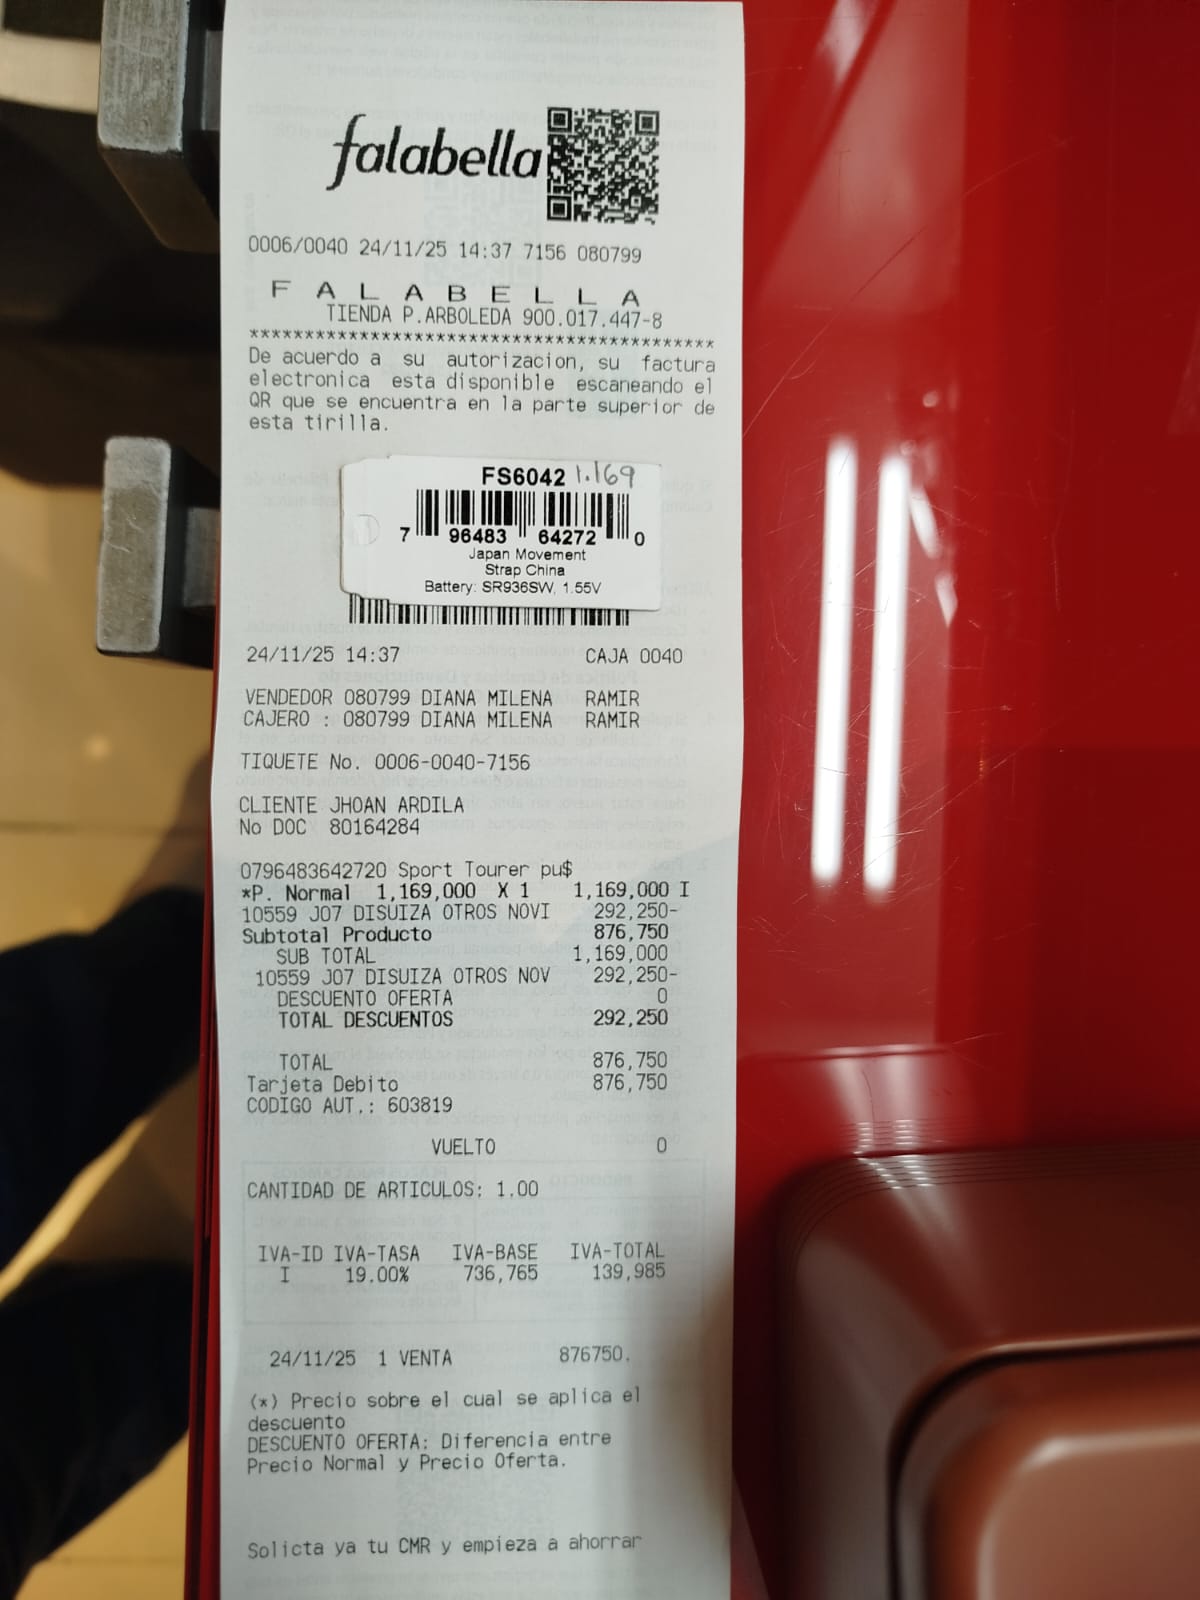 falabella
0006/0040 24/11/25 14:37 7156 080799
F A L A B E L L A
TIENDA P.ARBOLEDA 900.017.447-8
******************************************
De acuerdo a su autorizacion, su factura
electronica esta disponible escaneando el
QR que se encuentra en la parte superior de
esta tirilla.
FS6042 1.169
7 96483 64272 0
Japan Movement
Strap China
Battery: SR936SW, 1.55V
24/11/25 14:37 CAJA 0040
VENDEDOR 080799 DIANA MILENA RAMIR
CAJERO : 080799 DIANA MILENA RAMIR
TIQUETE No. 0006-0040-7156
CLIENTE JHOAN ARDILA
No DOC 80164284
0796483642720 Sport Tourer pu$
*P. Normal 1,169,000 X 1 1,169,000 I
10559 J07 DISUIZA OTROS NOVI 292,250-
Subtotal Producto 876,750
SUB TOTAL 1,169,000
10559 J07 DISUIZA OTROS NOV 292,250-
DESCUENTO OFERTA 0
TOTAL DESCUENTOS 292,250
TOTAL 876,750
Tarjeta Debito 876,750
CODIGO AUT.: 603819
VUELTO 0
CANTIDAD DE ARTICULOS: 1.00
IVA-ID IVA-TASA IVA-BASE IVA-TOTAL
I 19.00% 736,765 139,985
24/11/25 1 VENTA 876750.
(*) Precio sobre el cual se aplica el
descuento
DESCUENTO OFERTA: Diferencia entre
Precio Normal y Precio Oferta.
Solicta ya tu CMR y empieza a ahorrar